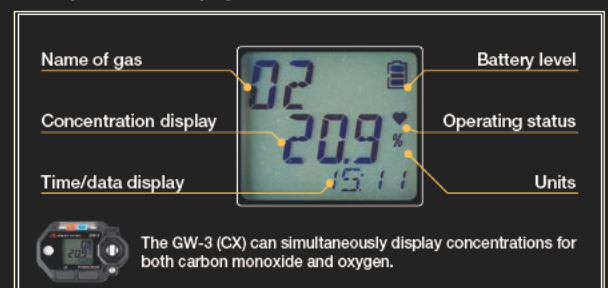 Name of gas
Battery level
O2
Concentration display
Operating status
20.9 %
Time/data display
15:11
Units
The GW-3 (CX) can simultaneously display concentrations for
both carbon monoxide and oxygen.